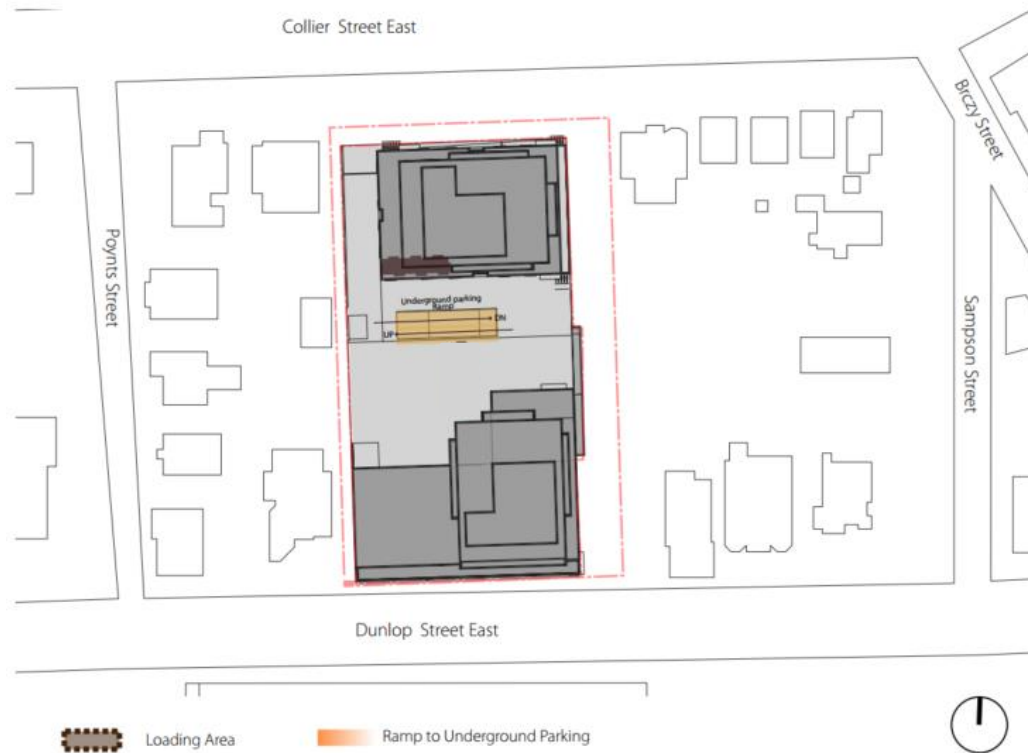 Collier Street East
Brczy Street
Poynts Street
Underground parking
Ramp
DN
UP
Sampson Street
Dunlop Street East
Loading Area
Ramp to Underground Parking